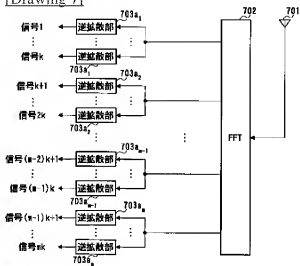 [Drawing 7]
703a₁
702
701
信号1
逆拡散部
信号k
逆拡散部
703a₁
703a₂
信号k+1
逆拡散部
信号2k
逆拡散部
703a₂
FFT
703aₘ₋₁
信号(m-2)k+1
逆拡散部
信号(m-1)k
逆拡散部
703aₘ₋₁
703aₘ
信号(m-1)k+1
逆拡散部
信号mk
逆拡散部
703aₘ